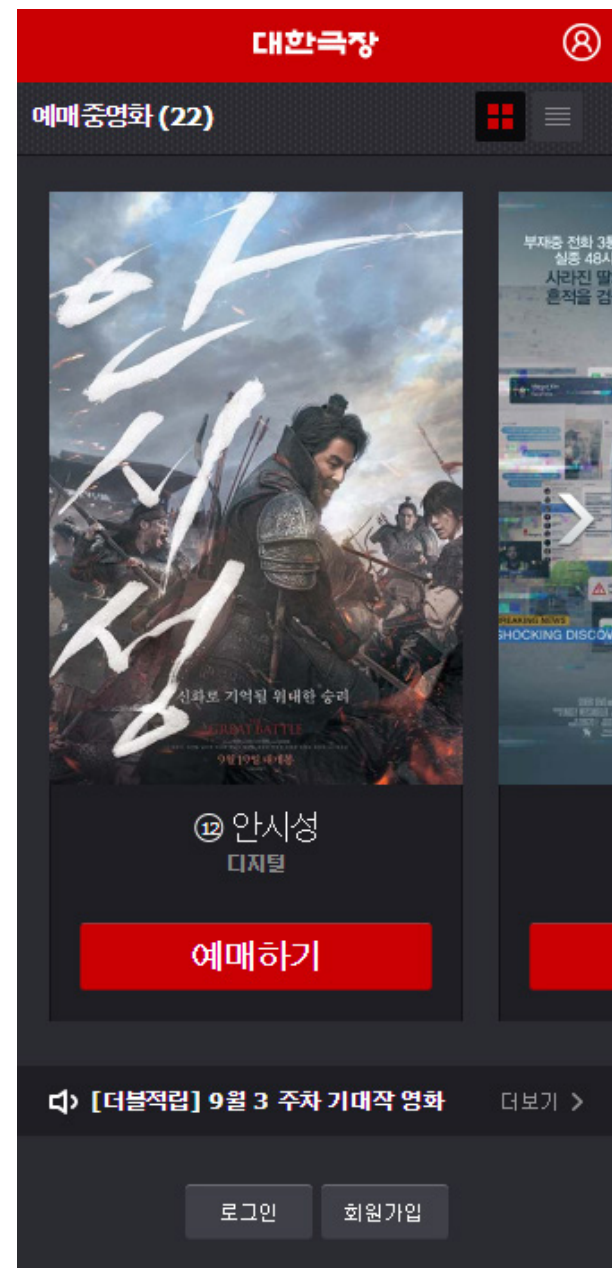 대한극장
예매중영화 (22)
안시성
신화로 기억될 위대한 승리
GREAT BATTLE
9월 19일 대개봉
부재중 전화 3
실종 48시
사라진 딸
흔적을 검
BREAKING NEWS
SHOCKING DISCOV
⑫ 안시성
디지털
예매하기
[더블적립] 9월 3 주차 기대작 영화
더보기 >
로그인
회원가입